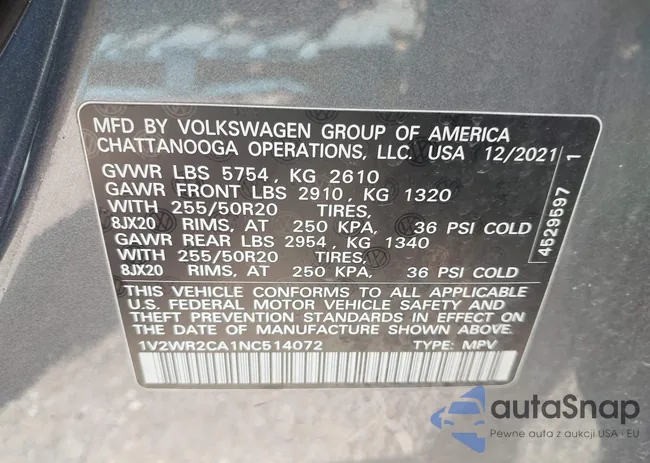 MFD BY VOLKSWAGEN GROUP OF AMERICA
CHATTANOOGA OPERATIONS, LLC. USA 12/2021
GVWR LBS 5754, KG 2610
GAWR FRONT LBS 2910, KG 1320
WITH 255/50R20 TIRES,
8JX20 RIMS, AT 250 KPA, 36 PSI COLD
GAWR REAR LBS 2954, KG 1340
WITH 255/50R20 TIRES,
8JX20 RIMS, AT 250 KPA, 36 PSI COLD
THIS VEHICLE CONFORMS TO ALL APPLICABLE
U.S. FEDERAL MOTOR VEHICLE SAFETY AND
THEFT PREVENTION STANDARDS IN EFFECT ON
THE DATE OF MANUFACTURE SHOWN ABOVE.
1V2WR2CA1NC514072 TYPE: MPV
4529597 1
autaSnap
Pewne auta z aukcji USA - EU